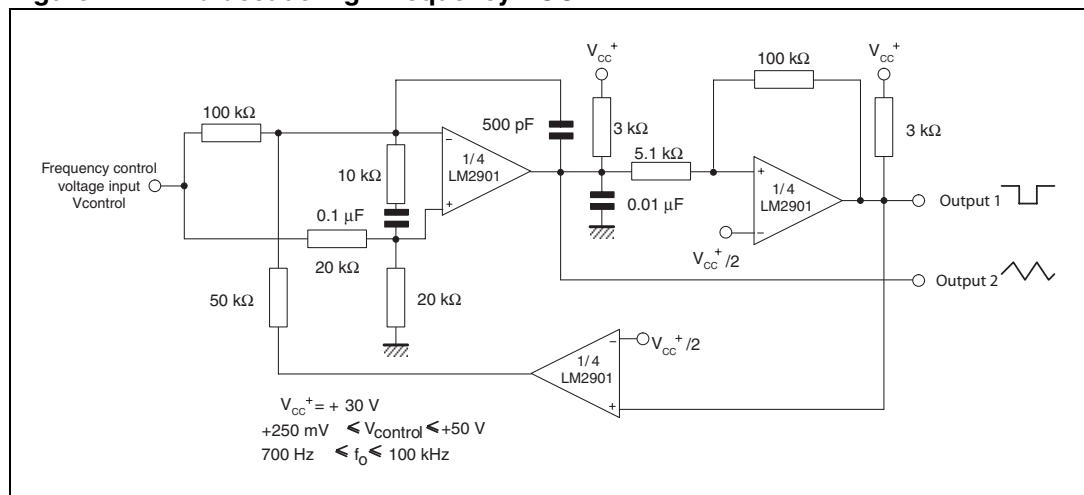 V_CC^+
V_CC^+
100 kΩ
100 kΩ
500 pF
3 kΩ
3 kΩ
5.1 kΩ
Frequency control
voltage input
Vcontrol
10 kΩ
−
1/4
LM2901
+
+
1/4
LM2901
−
0.1 μF
0.01 μF
Output 1
20 kΩ
V_CC^+/2
50 kΩ
20 kΩ
Output 2
−
V_CC^+/2
1/4
LM2901
+
V_CC^+ = + 30 V
+250 mV ≤ Vcontrol ≤ +50 V
700 Hz ≤ f_o ≤ 100 kHz